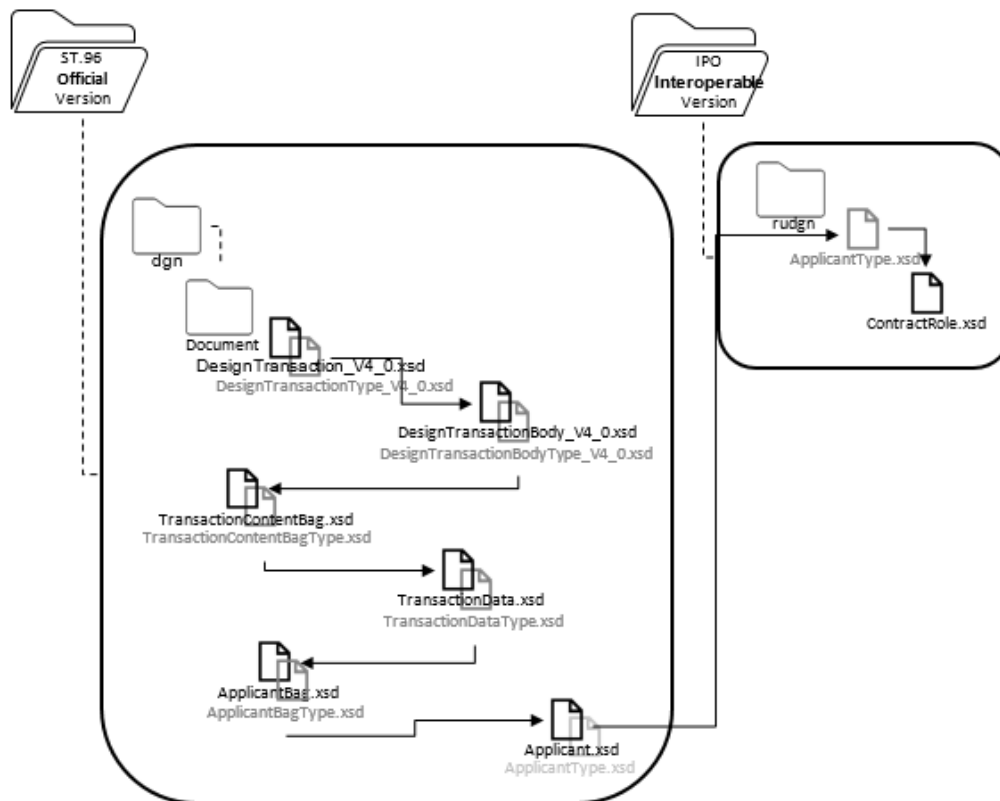 ST.96
Official
Version
IPO
Interoperable
Version
dgn
rudgn
ApplicantType.xsd
ContractRole.xsd
Document
DesignTransaction_V4_0.xsd
DesignTransactionType_V4_0.xsd
DesignTransactionBody_V4_0.xsd
DesignTransactionBodyType_V4_0.xsd
TransactionContentBag.xsd
TransactionContentBagType.xsd
TransactionData.xsd
TransactionDataType.xsd
ApplicantBag.xsd
ApplicantBagType.xsd
Applicant.xsd
ApplicantType.xsd